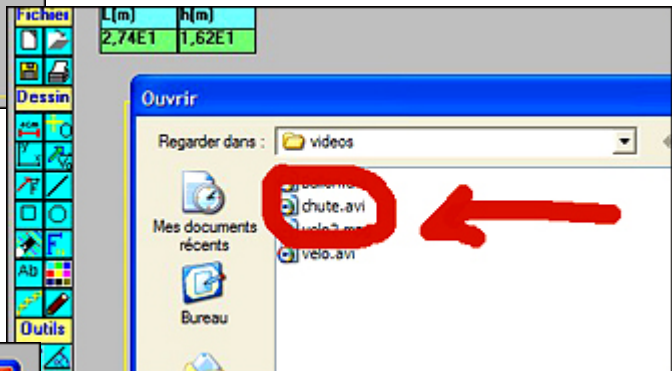 Fichier
L(m) h(m)
2,74E1 1,62E1
Dessin
Ouvrir
Regarder dans : videos
chute.avi
Mes documents
récents
velo.avi
Ab
Bureau
Outils